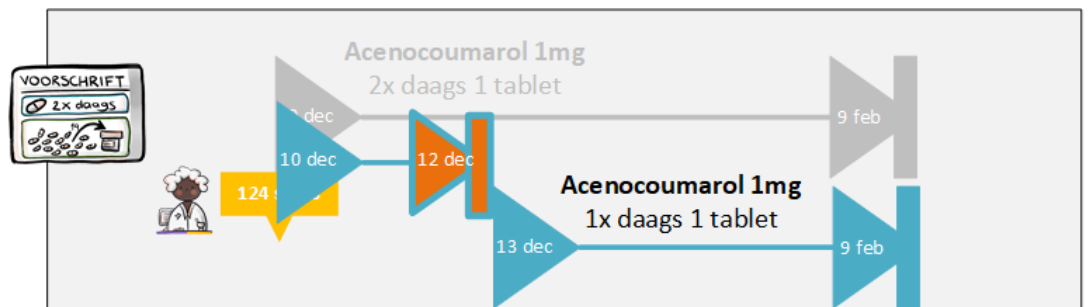 Acenocoumarol 1mg
2x daags 1 tablet
VOORSCHRIFT
2x daags
dec
9 feb
10 dec
12 dec
124
Acenocoumarol 1mg
1x daags 1 tablet
13 dec
9 feb